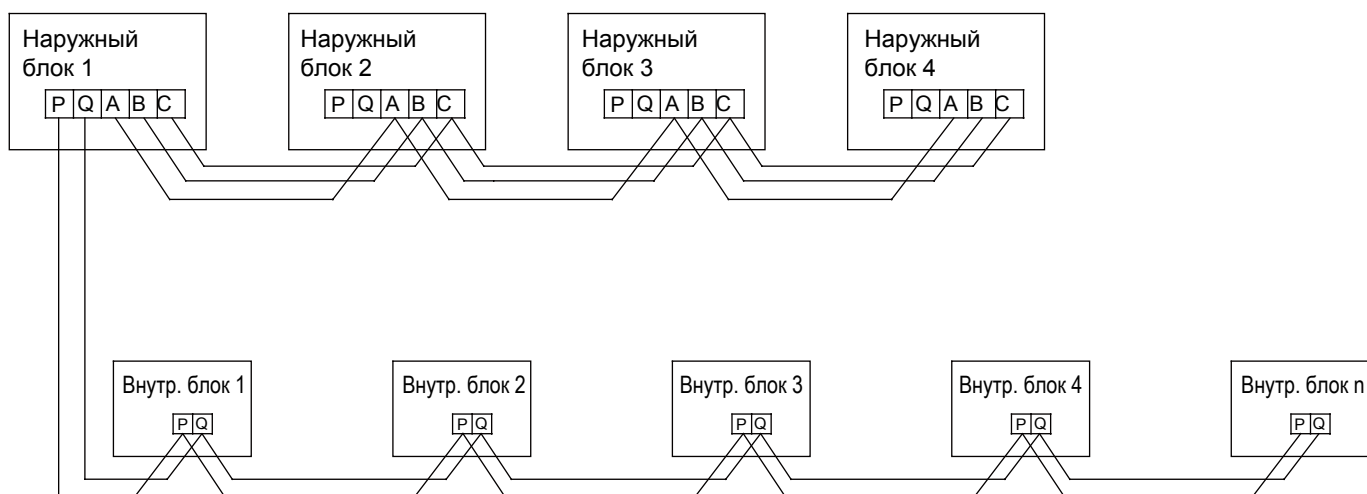 Наружный
блок 1
P Q A B C
Наружный
блок 2
P Q A B C
Наружный
блок 3
P Q A B C
Наружный
блок 4
P Q A B C
Внутр. блок 1
P Q
Внутр. блок 2
P Q
Внутр. блок 3
P Q
Внутр. блок 4
P Q
Внутр. блок n
P Q